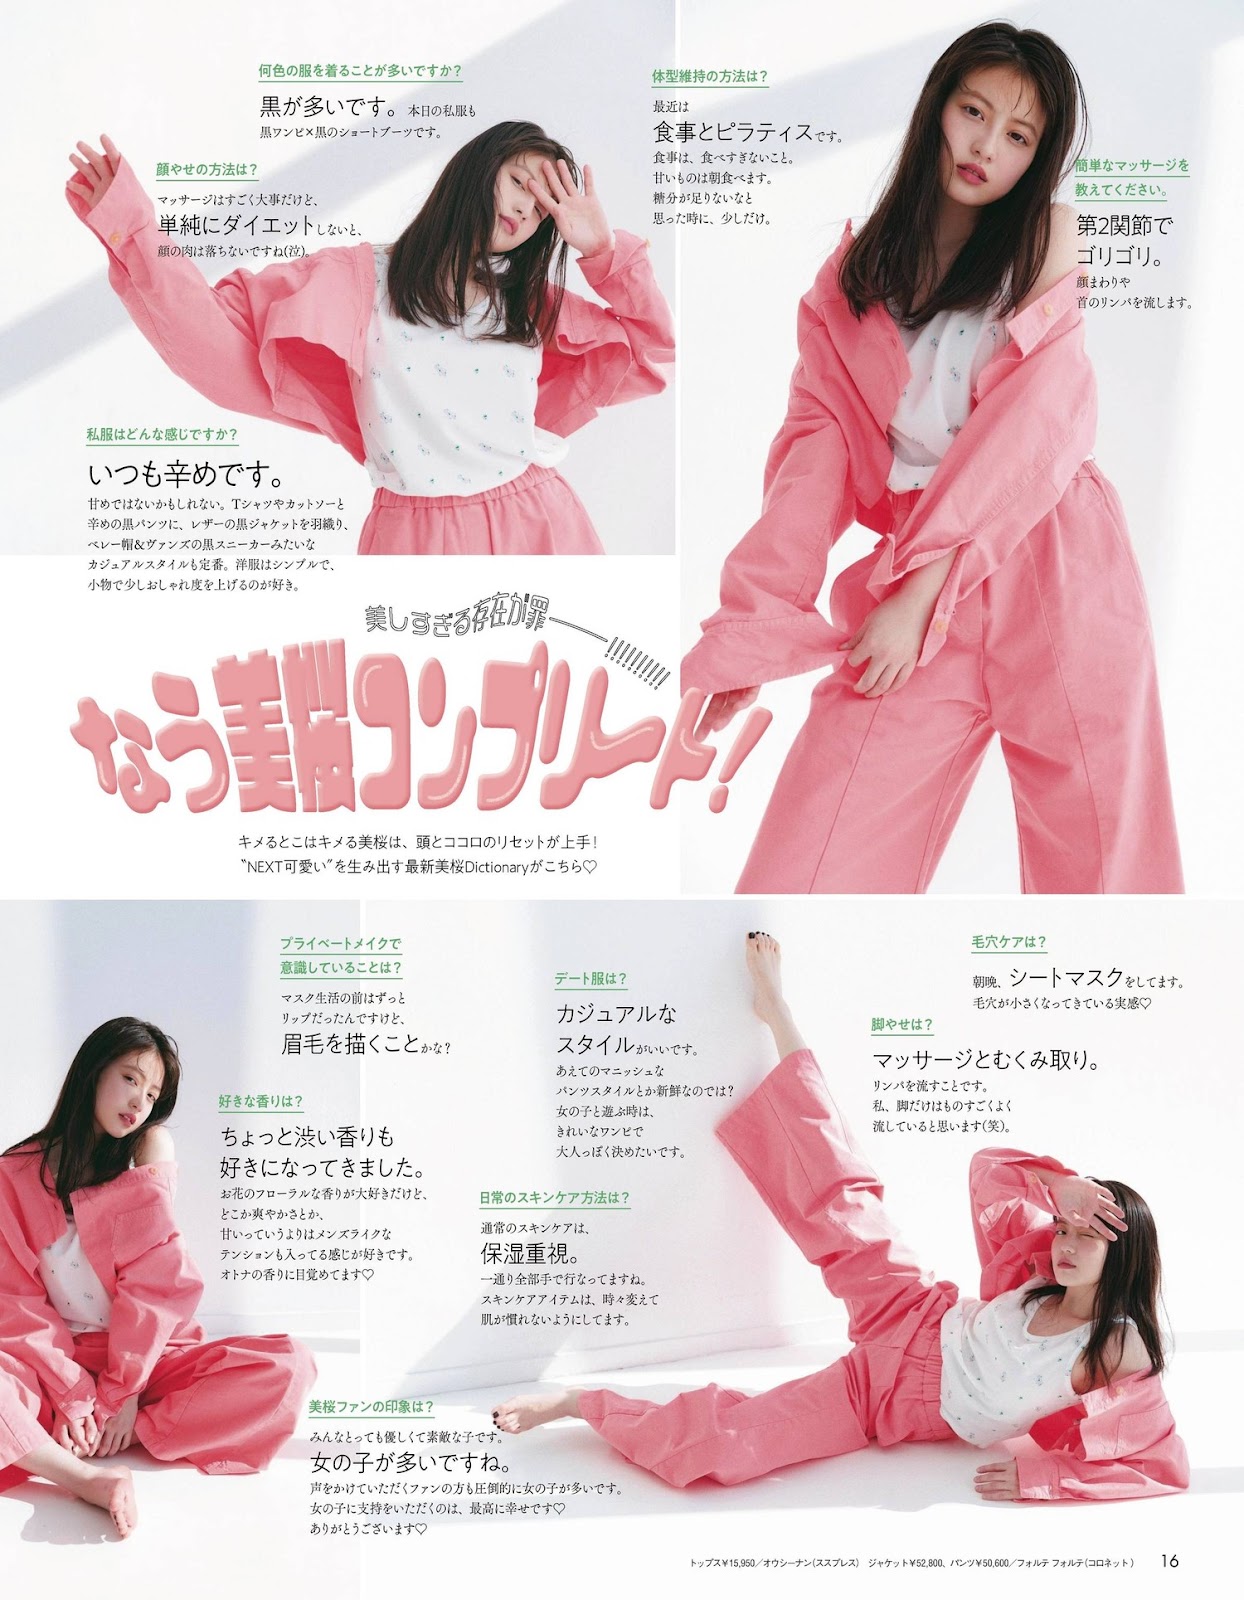 何色の服を着ることが多いですか?
黒が多いです。本日の私服も
黒ワンピ×黒のショートブーツです。
顔やせの方法は?
マッサージはすごく大事だけど、
単純にダイエットしないと、
顔の肉は落ちないですね(泣)。
私服はどんな感じですか?
いつも辛めです。
甘めではないかもしれない。Tシャツやカットソーと
辛めの黒パンツに、レザーの黒ジャケットを羽織り、
ベレー帽&ヴァンズの黒スニーカーみたいな
カジュアルスタイルも定番。洋服はシンプルで、
小物で少しおしゃれ度を上げるのが好き。
体型維持の方法は?
最近は
食事とピラティスです。
食事は、食べすぎないこと。
甘いものは朝食べます。
糖分が足りないなと
思った時に、少しだけ。
簡単なマッサージを
教えてください。
第2関節で
ゴリゴリ。
顔まわりや
首のリンパを流します。
美しすぎる存在が罪――!!!!!!!!!
なう美桜コンプリート!
キメるとこはキメる美桜は、頭とココロのリセットが上手!
“NEXT可愛い”を生み出す最新美桜Dictionaryがこちら♡
プライベートメイクで
意識していることは?
マスク生活の前はずっと
リップだったんですけど、
眉毛を描くことかな?
好きな香りは?
ちょっと渋い香りも
好きになってきました。
お花のフローラルな香りが大好きだけど、
どこか爽やかさとか、
甘いっていうよりはメンズライクな
テンションも入ってる感じが好きです。
オトナの香りに目覚めてます♡
デート服は?
カジュアルな
スタイルがいいです。
あえてのマニッシュな
パンツスタイルとか新鮮なのでは?
女の子と遊ぶ時は、
きれいなワンピで
大人っぽく決めたいです。
日常のスキンケア方法は?
通常のスキンケアは、
保湿重視。
一通り全部手で行なってますね。
スキンケアアイテムは、時々変えて
肌が慣れないようにしてます。
毛穴ケアは?
朝晩、シートマスクをしてます。
毛穴が小さくなってきている実感♡
脚やせは?
マッサージとむくみ取り。
リンパを流すことです。
私、脚だけはものすごくよく
流していると思います(笑)。
美桜ファンの印象は?
みんなとっても優しくて素敵な子です。
女の子が多いですね。
声をかけていただくファンの方も圧倒的に女の子が多いです。
女の子に支持をいただくのは、最高に幸せです♡
ありがとうございます♡
トップス¥15,950/オウシーナン(ススプレス) ジャケット¥52,800、パンツ¥50,600/フォルテ フォルテ(コロネット) 16